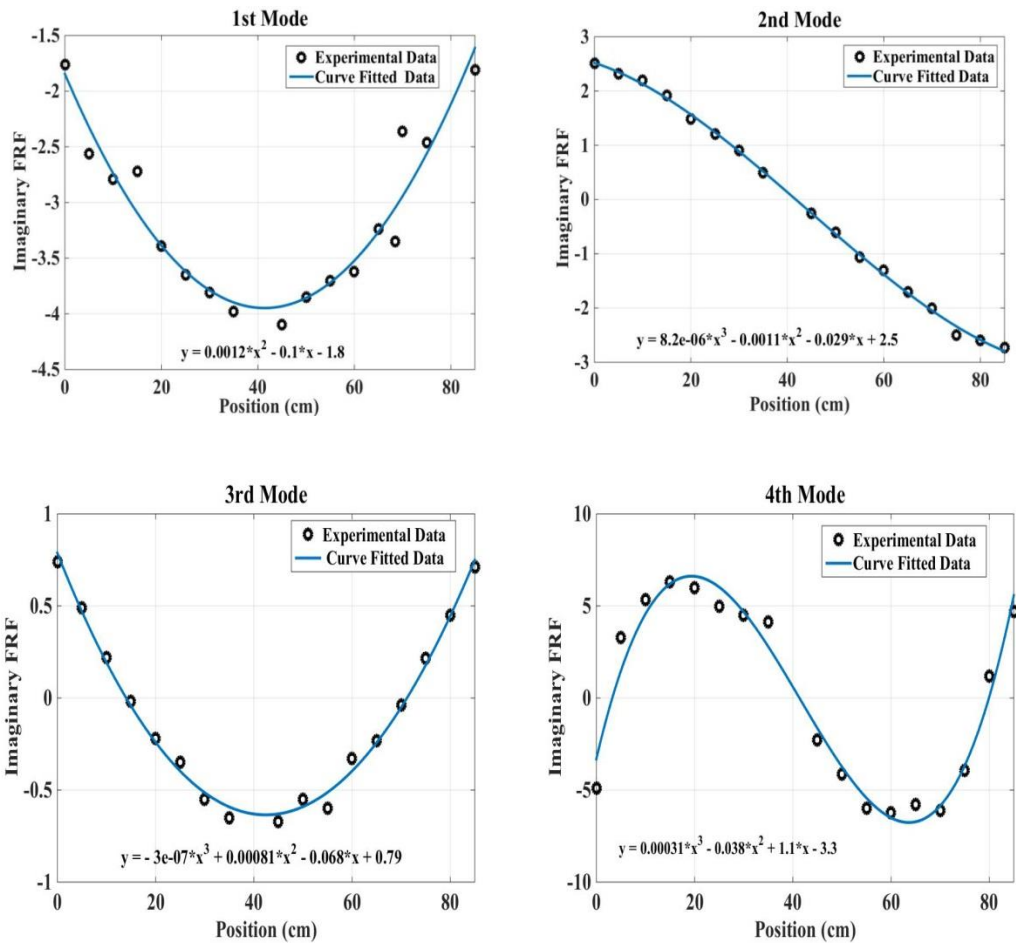 1st Mode
-1.5
-2
-2.5
-3
-3.5
-4
-4.5
Imaginary FRF
Experimental Data
Curve Fitted Data
y = 0.0012*x^2 - 0.1*x - 1.8
0 20 40 60 80
Position (cm)
2nd Mode
3
2
1
0
-1
-2
-3
Imaginary FRF
Experimental Data
Curve Fitted Data
y = 8.2e-06*x^3 - 0.0011*x^2 - 0.029*x + 2.5
0 20 40 60 80
Position (cm)
3rd Mode
1
0.5
0
-0.5
-1
Imaginary FRF
Experimental Data
Curve Fitted Data
y = - 3e-07*x^3 + 0.00081*x^2 - 0.068*x + 0.79
0 20 40 60 80
Position (cm)
4th Mode
10
5
0
-5
-10
Imaginary FRF
Experimental Data
Curve Fitted Data
y = 0.00031*x^3 - 0.038*x^2 + 1.1*x - 3.3
0 20 40 60 80
Position (cm)